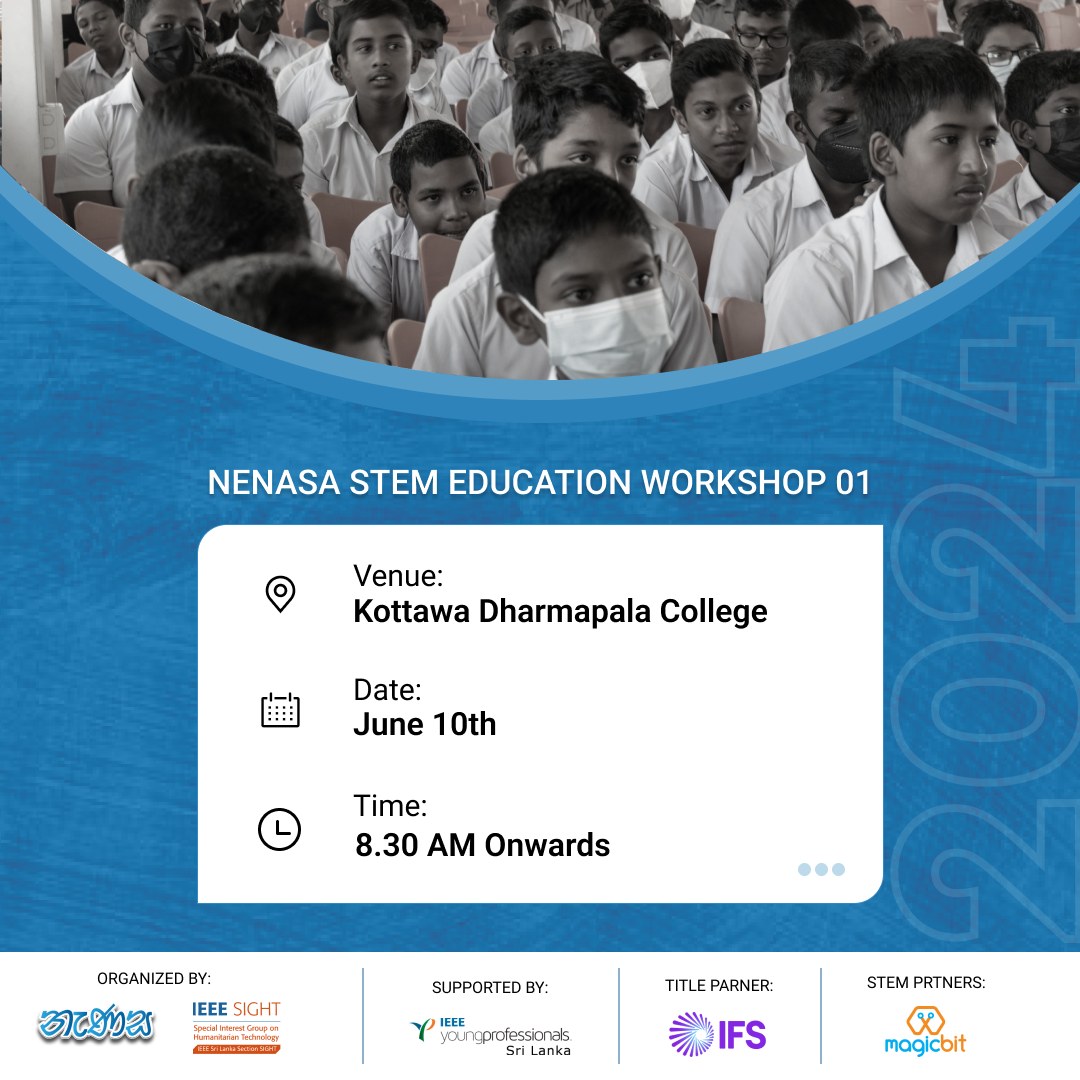 NENASA STEM EDUCATION WORKSHOP 01
Venue:
Kottawa Dharmapala College
Date:
June 10th
Time:
8.30 AM Onwards
2024
ORGANIZED BY:
නැණස
IEEE SIGHT
Special Interest Group on
Humanitarian Technology
IEEE Sri Lanka Section SIGHT
SUPPORTED BY:
IEEE
youngprofessionals
Sri Lanka
TITLE PARNER:
IFS
STEM PRTNERS:
magicbit